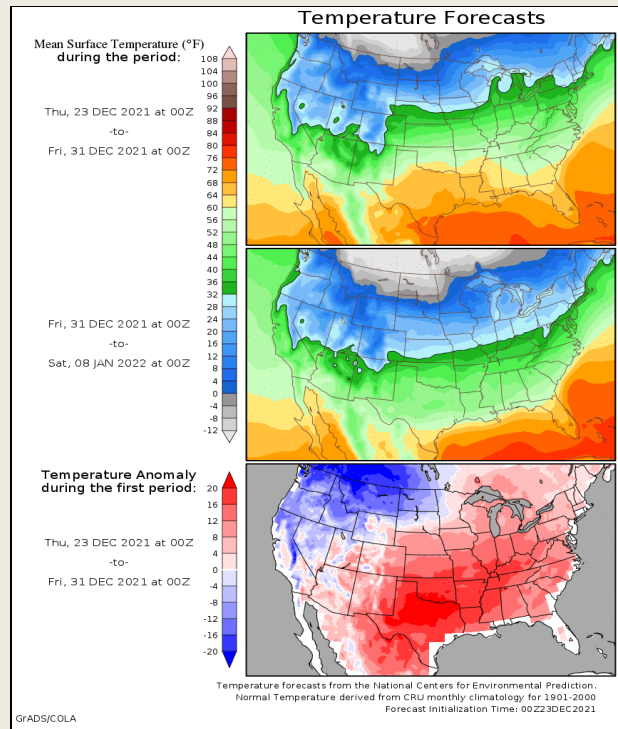 Temperature Forecasts
Mean Surface Temperature (°F)
during the period:
Thu, 23 DEC 2021 at 00Z
-to-
Fri, 31 DEC 2021 at 00Z
108
104
100
96
92
88
84
80
76
72
68
64
60
56
52
48
44
40
36
32
28
24
20
16
12
8
4
0
-4
-8
-12
Fri, 31 DEC 2021 at 00Z
-to-
Sat, 08 JAN 2022 at 00Z
Temperature Anomaly
during the first period:
Thu, 23 DEC 2021 at 00Z
-to-
Fri, 31 DEC 2021 at 00Z
20
16
12
8
4
0
-4
-8
-12
-16
-20
Temperature forecasts from the National Centers for Environmental Prediction.
Normal Temperature derived from CRU monthly climatology for 1901-2000
Forecast Initialization Time: 00Z23DEC2021
GrADS/COLA